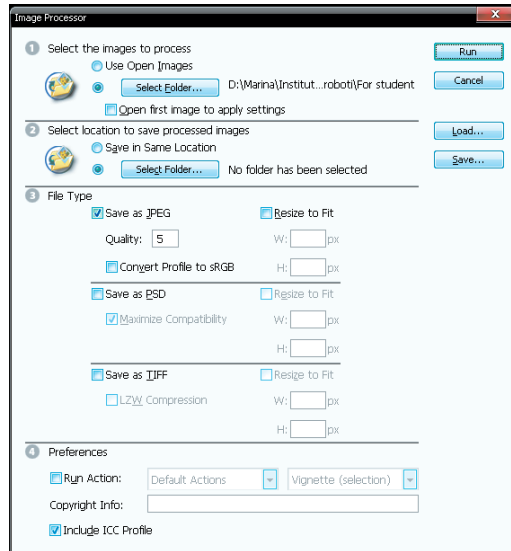 Image Processor
1 Select the images to process
Use Open Images
Select Folder... D:\Marina\Institut...roboti\For student
Open first image to apply settings
2 Select location to save processed images
Save in Same Location
Select Folder... No folder has been selected
3 File Type
Save as JPEG Resize to Fit
Quality: 5 W: px
Convert Profile to sRGB H: px
Save as PSD Resize to Fit
Maximize Compatibility W: px
H: px
Save as TIFF Resize to Fit
LZW Compression W: px
H: px
4 Preferences
Run Action: Default Actions Vignette (selection)
Copyright Info:
Include ICC Profile
Run
Cancel
Load...
Save...